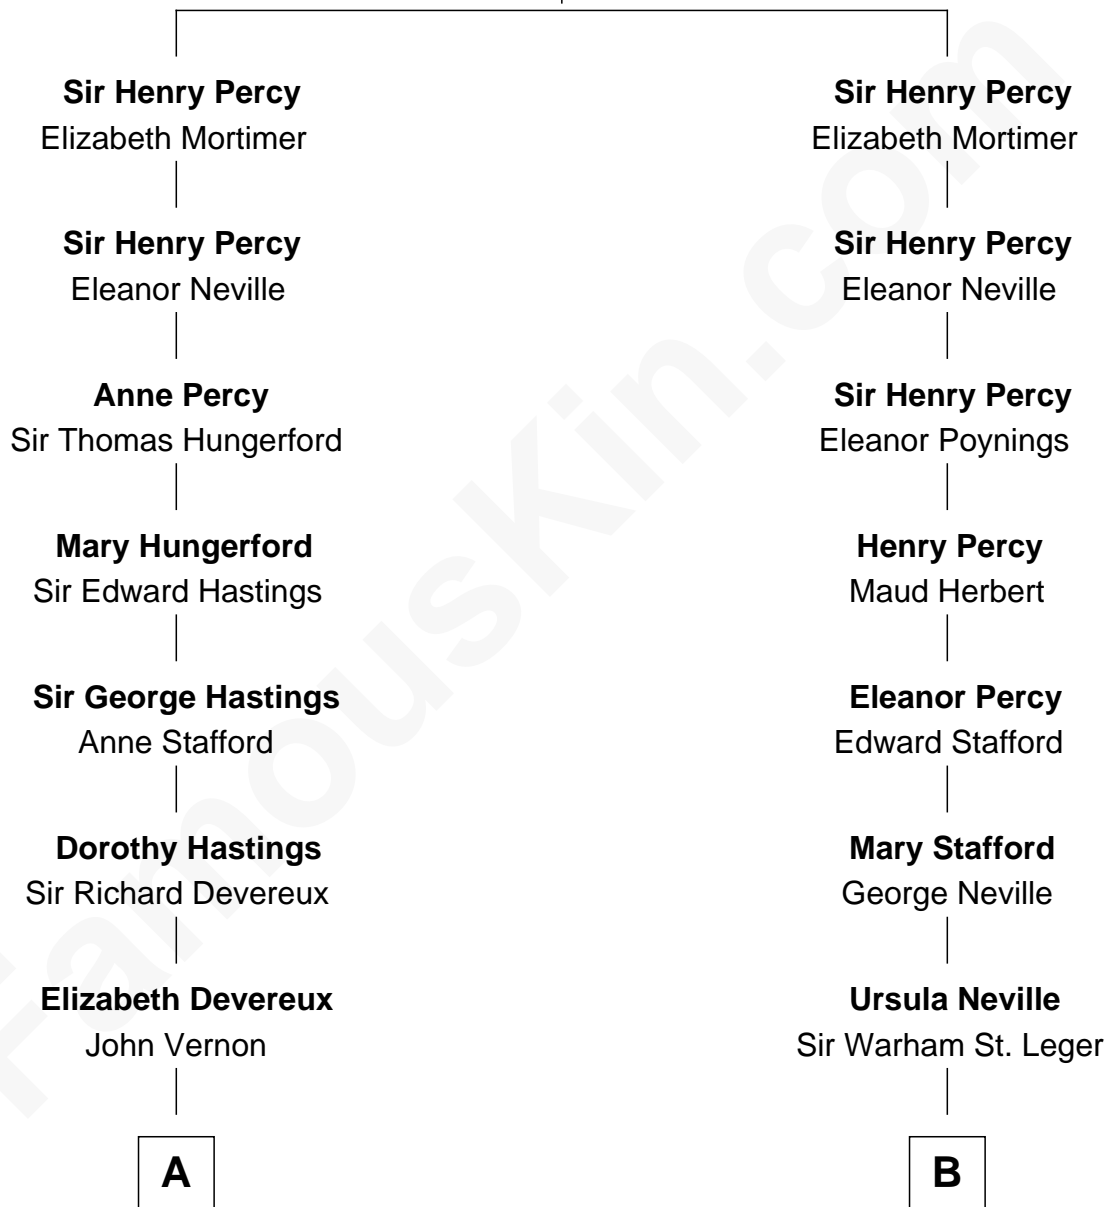 Sir Henry Percy
Elizabeth Mortimer
Sir Henry Percy
Eleanor Neville
Anne Percy
Sir Thomas Hungerford
Mary Hungerford
Sir Edward Hastings
Sir George Hastings
Anne Stafford
Dorothy Hastings
Sir Richard Devereux
Elizabeth Devereux
John Vernon
A
Sir Henry Percy
Elizabeth Mortimer
Sir Henry Percy
Eleanor Neville
Sir Henry Percy
Eleanor Poynings
Henry Percy
Maud Herbert
Eleanor Percy
Edward Stafford
Mary Stafford
George Neville
Ursula Neville
Sir Warham St. Leger
B
FamousKin.com